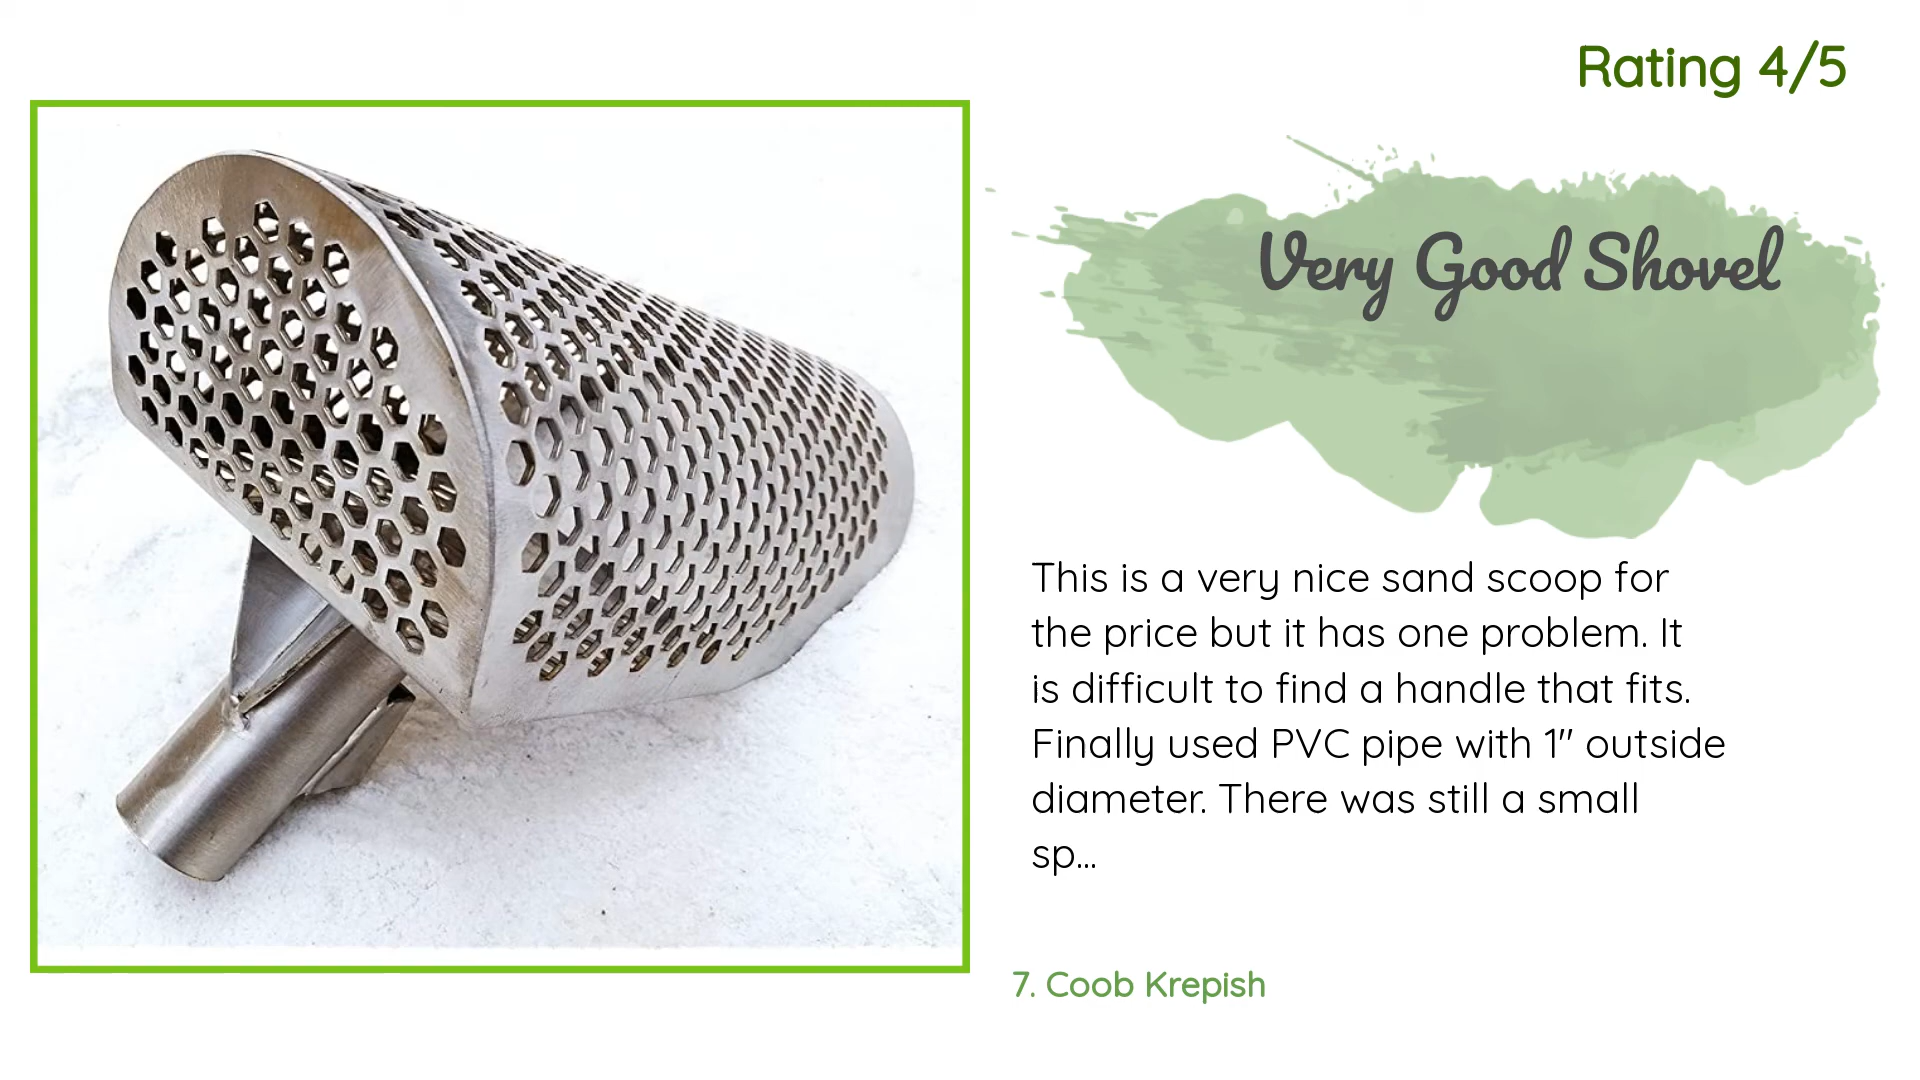 Rating 4/5
Very Good Shovel
This is a very nice sand scoop for
the price but it has one problem. It
is difficult to find a handle that fits.
Finally used PVC pipe with 1" outside
diameter. There was still a small
sp...
7. Coob Krepish